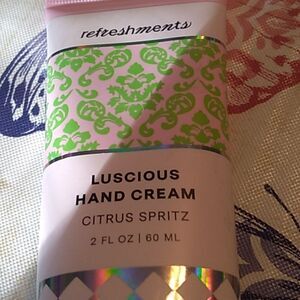 refreshments
LUSCIOUS
HAND CREAM
CITRUS SPRITZ
2 FL OZ | 60 ML